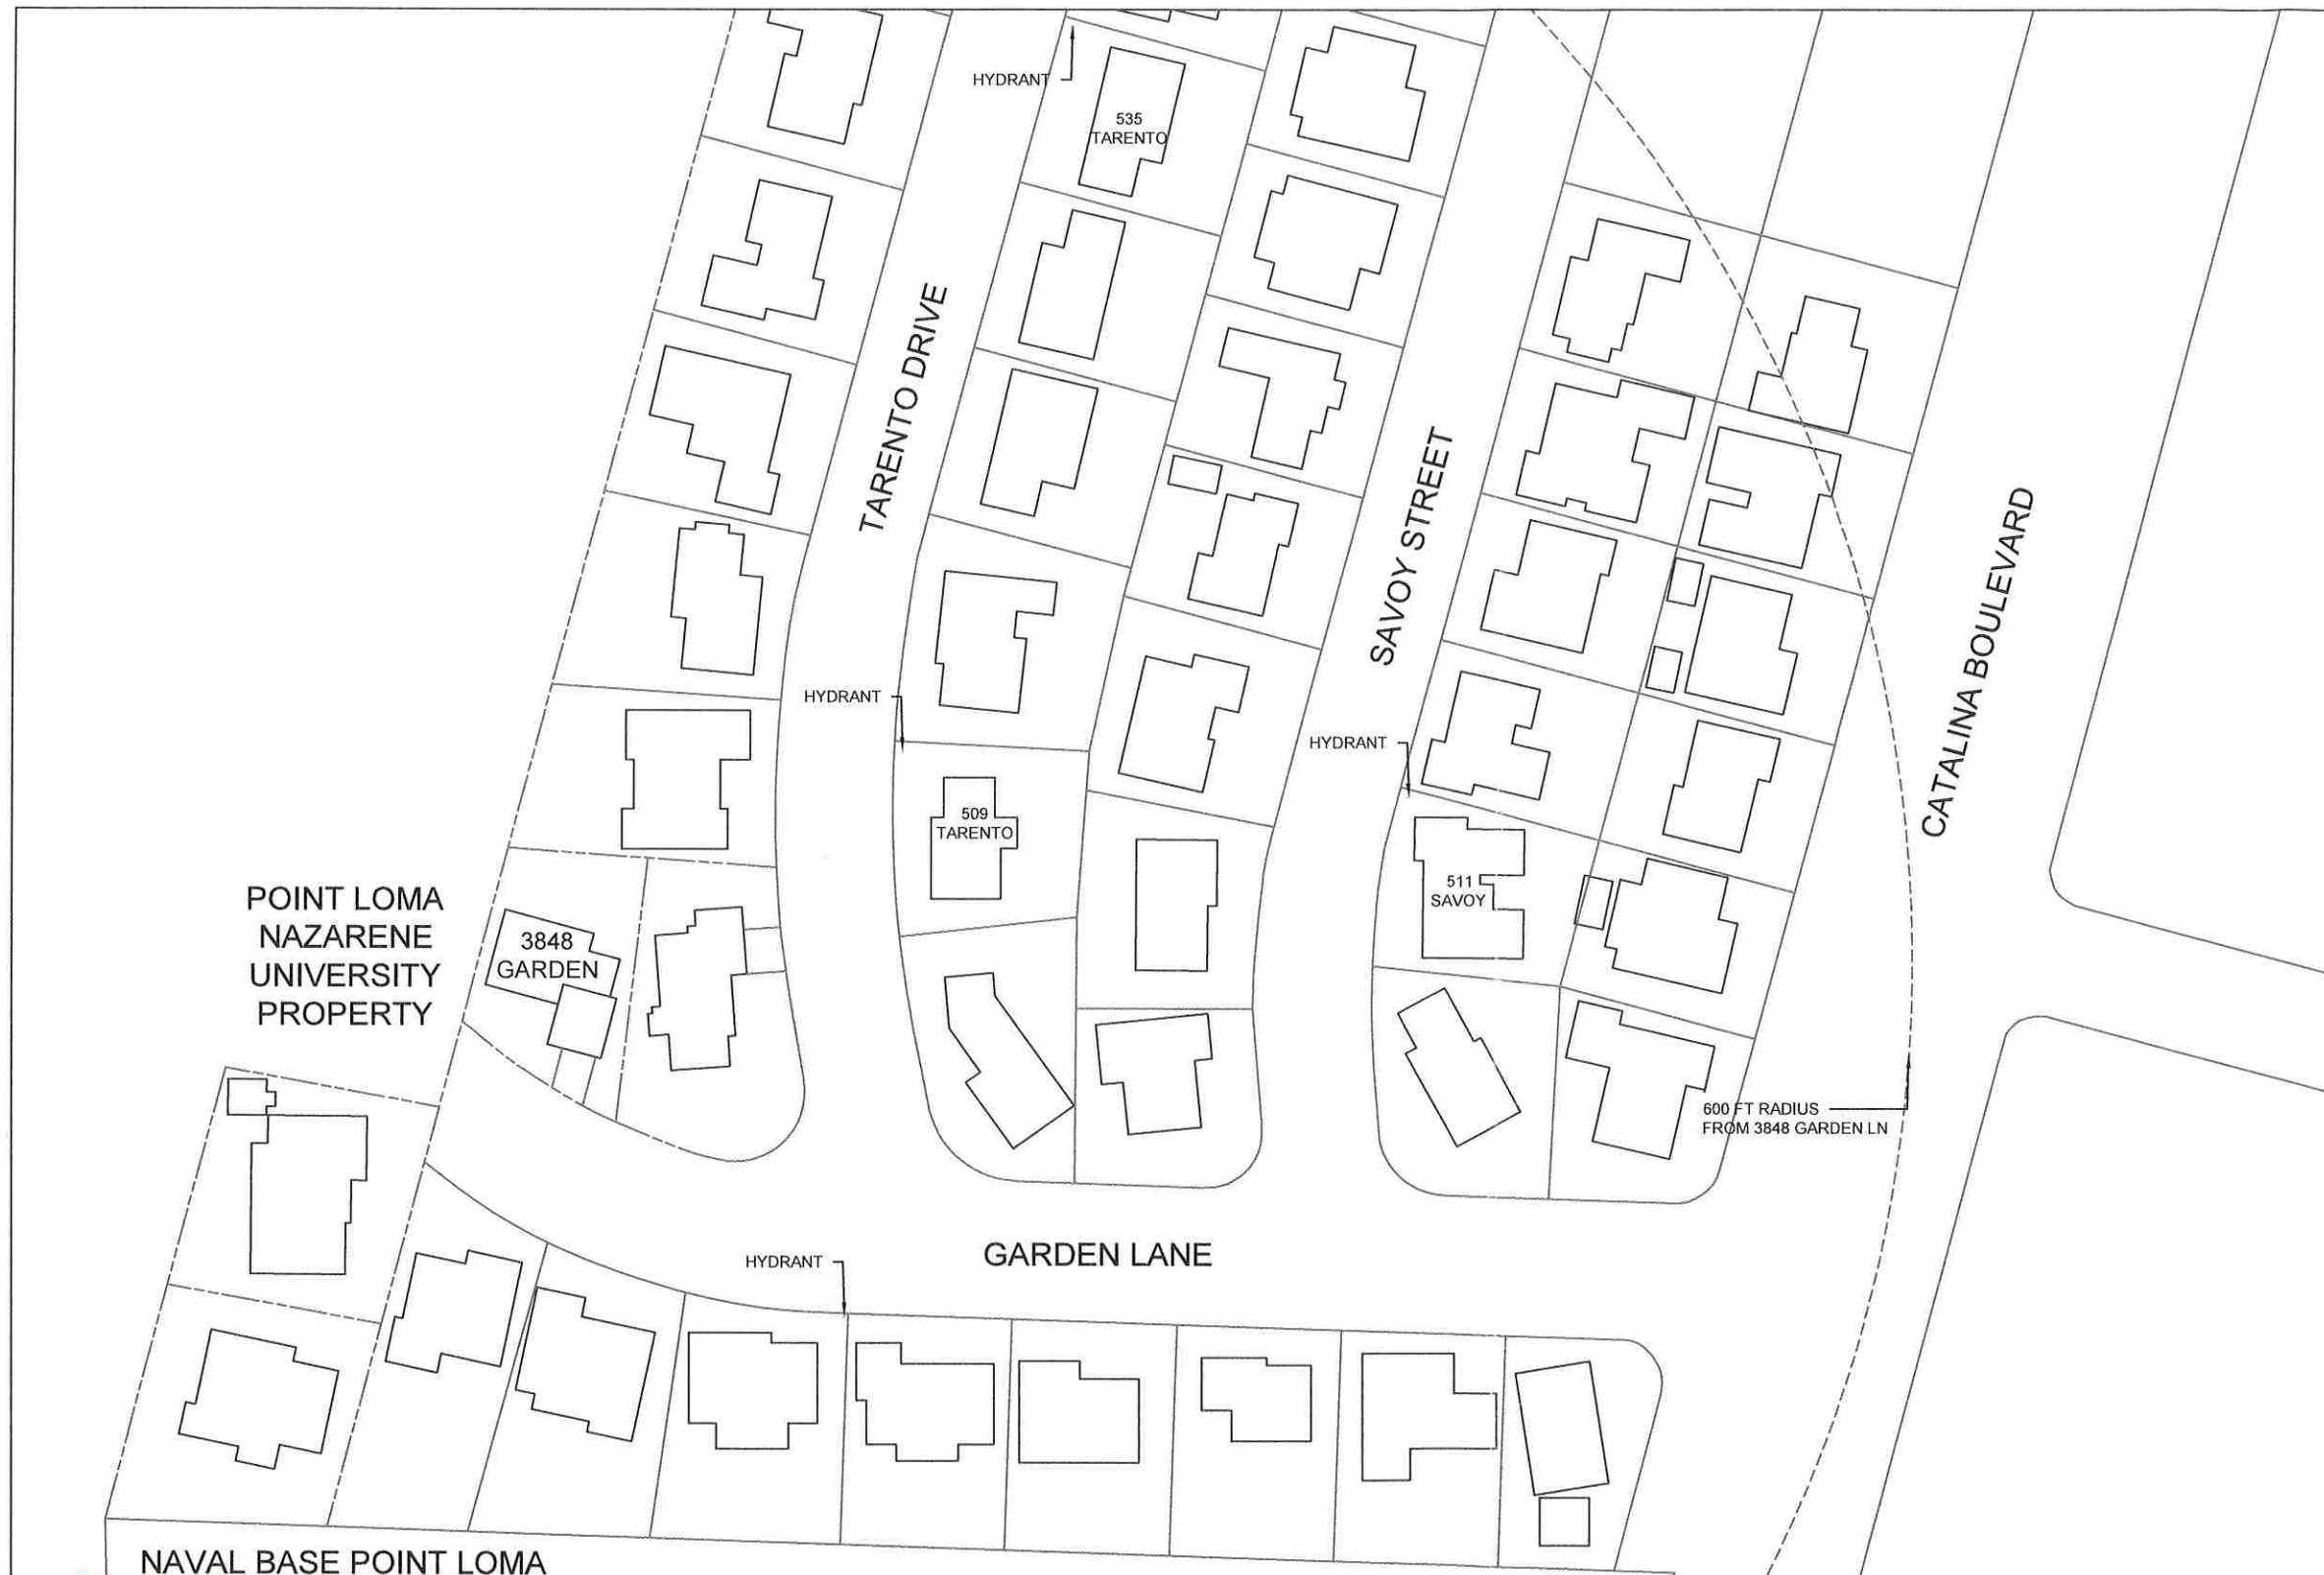 HYDRANT
535
TARENTO
TARENTO DRIVE
SAVOY STREET
CATALINA BOULEVARD
HYDRANT
HYDRANT
509
TARENTO
511
SAVOY
POINT LOMA
NAZARENE
UNIVERSITY
PROPERTY
3848
GARDEN
600 FT RADIUS
FROM 3848 GARDEN LN
HYDRANT
GARDEN LANE
NAVAL BASE POINT LOMA